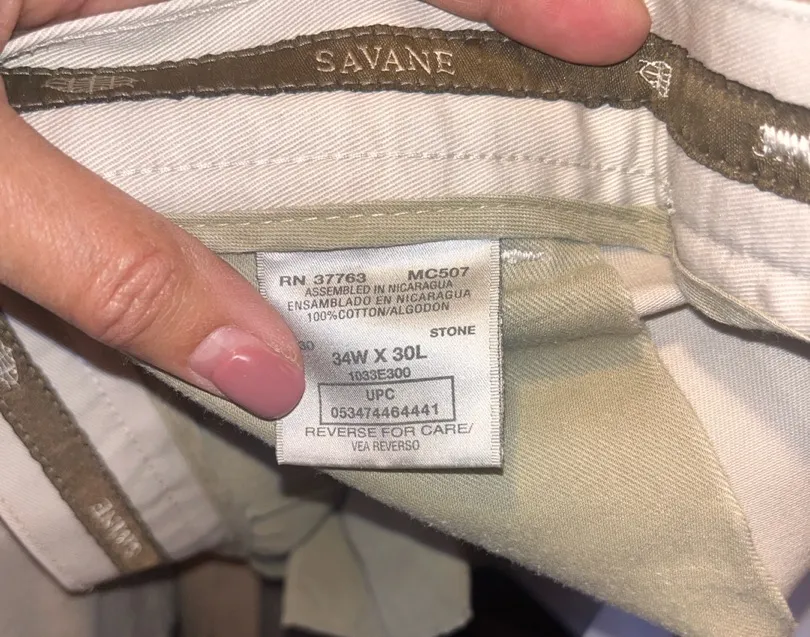 SAVANE
RN 37763 MC507
ASSEMBLED IN NICARAGUA
ENSAMBLADO EN NICARAGUA
100%COTTON/ALGODON
30 STONE
34W X 30L
1033E300
UPC
053474464441
REVERSE FOR CARE/
VEA REVERSO